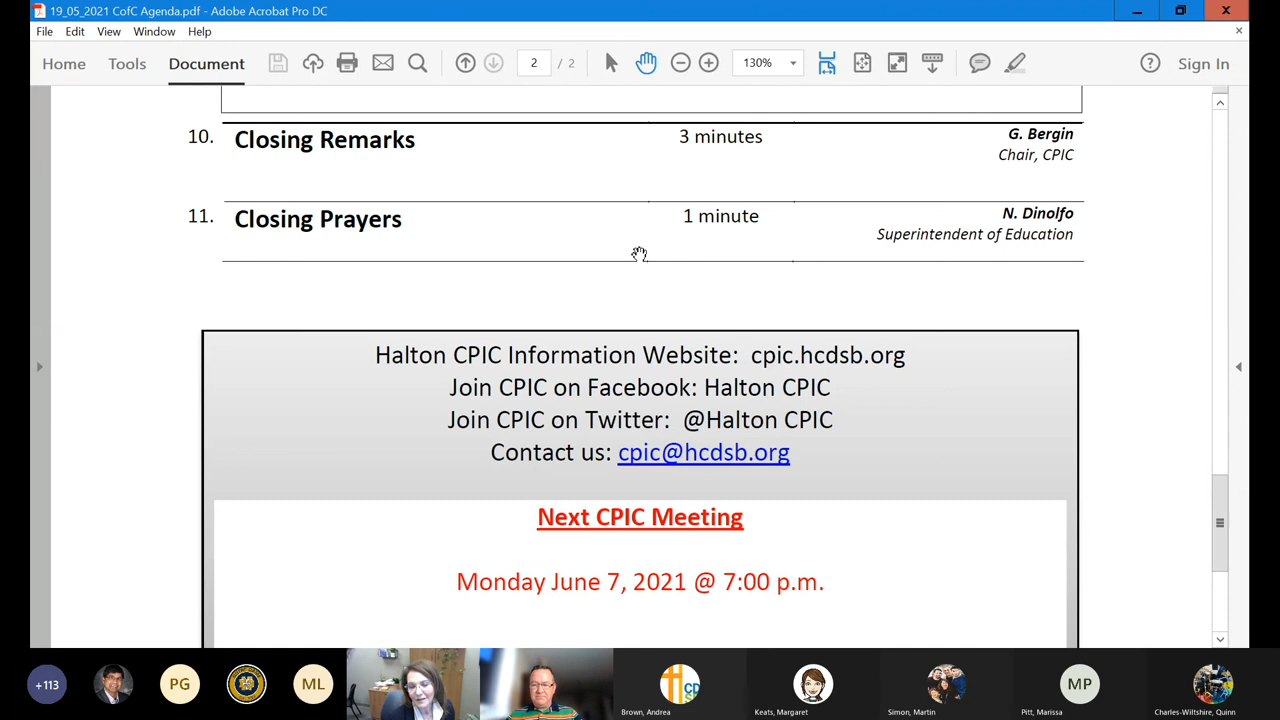 19_05_2021 CofC Agenda.pdf - Adobe Acrobat Pro DC
File Edit View Window Help
Home Tools Document 2 / 2 130% Sign In
10. Closing Remarks 3 minutes G. Bergin
Chair, CPIC
11. Closing Prayers 1 minute N. Dinolfo
Superintendent of Education
Halton CPIC Information Website: cpic.hcdsb.org
Join CPIC on Facebook: Halton CPIC
Join CPIC on Twitter: @Halton CPIC
Contact us: cpic@hcdsb.org
Next CPIC Meeting
Monday June 7, 2021 @ 7:00 p.m.
+113 PG ML MP
Brown, Andrea Keats, Margaret Simon, Martin Pitt, Marissa Charles-Wiltshire, Quinn